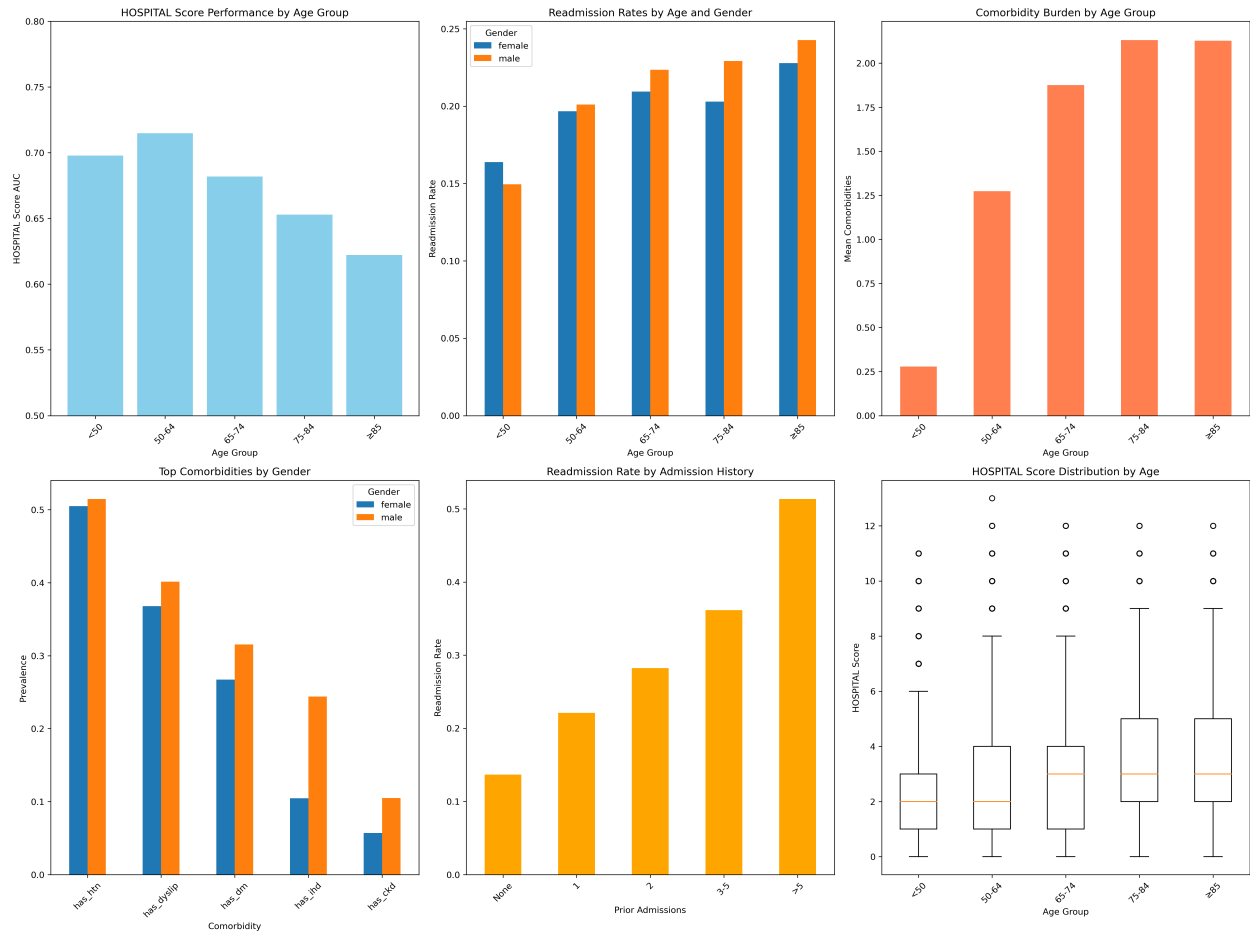 HOSPITAL Score Performance by Age Group
HOSPITAL Score AUC
0.80
0.75
0.70
0.65
0.60
0.55
0.50
<50
50-64
65-74
75-84
≥85
Age Group
Readmission Rates by Age and Gender
Gender
female
male
Readmission Rate
0.25
0.20
0.15
0.10
0.05
0.00
<50
50-64
65-74
75-84
≥85
Age Group
Comorbidity Burden by Age Group
Mean Comorbidities
2.00
1.75
1.50
1.25
1.00
0.75
0.50
0.25
0.00
<50
50-64
65-74
75-84
≥85
Age Group
Top Comorbidities by Gender
Gender
female
male
Prevalence
0.5
0.4
0.3
0.2
0.1
0.0
has_htn
has_dyslip
has_dm
has_ihd
has_ckd
Comorbidity
Readmission Rate by Admission History
Readmission Rate
0.5
0.4
0.3
0.2
0.1
0.0
None
1
2
3-5
>5
Prior Admissions
HOSPITAL Score Distribution by Age
HOSPITAL Score
12
10
8
6
4
2
0
<50
50-64
65-74
75-84
≥85
Age Group